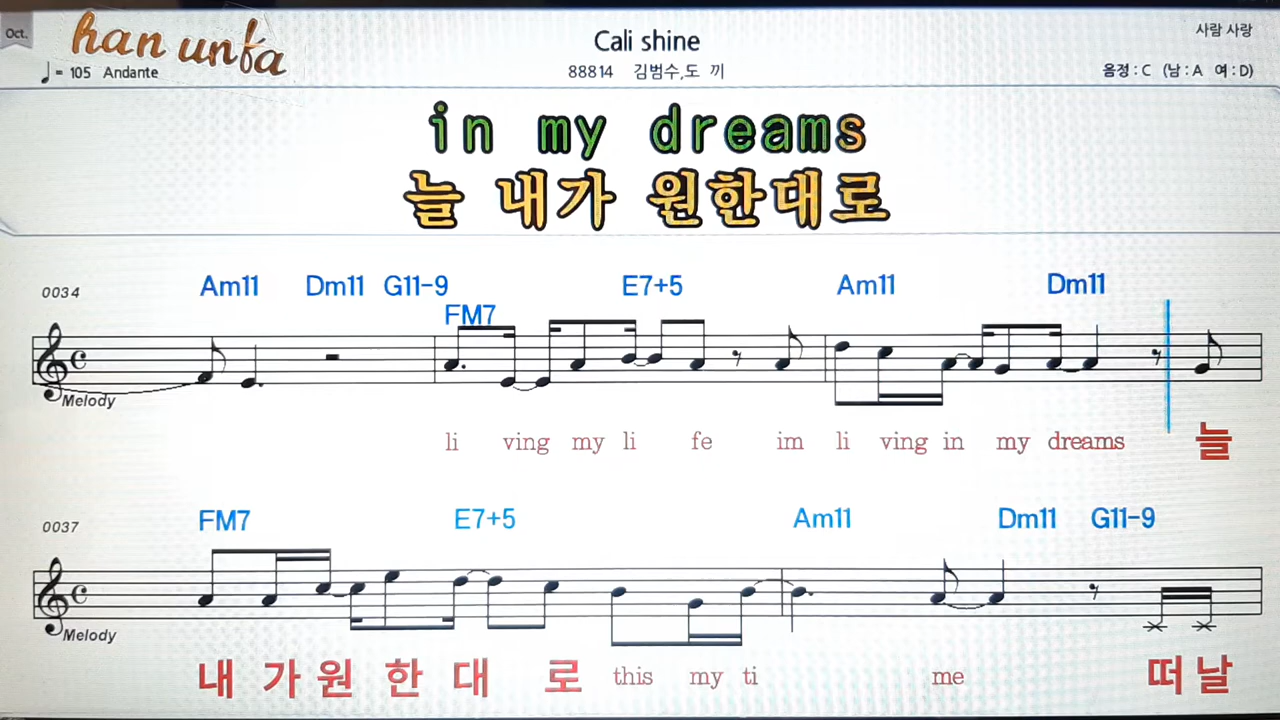 Oct.
han unfa
Cali shine
사람 사랑
♩= 105 Andante
88814 김범수,도 끼
음정 : C (남 : A 여 : D)
in my dreams
늘 내가 원한대로
0034
Am11 Dm11 G11-9 FM7 E7+5 Am11 Dm11
Melody
li ving my li fe im li ving in my dreams 늘
0037
FM7 E7+5 Am11 Dm11 G11-9
Melody
내 가 원 한 대 로 this my ti me 떠 날